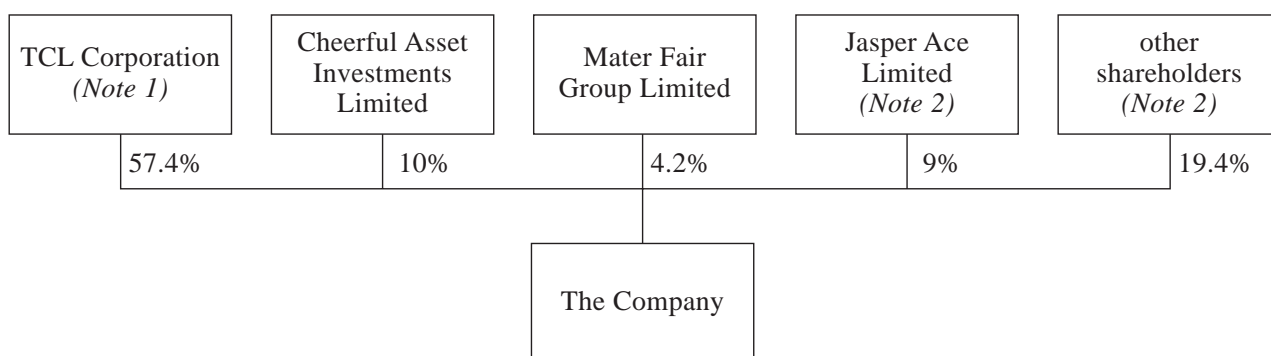 TCL Corporation
(Note 1)
Cheerful Asset
Investments
Limited
Mater Fair
Group Limited
Jasper Ace
Limited
(Note 2)
other
shareholders
(Note 2)
57.4%
10%
4.2%
9%
19.4%
The Company